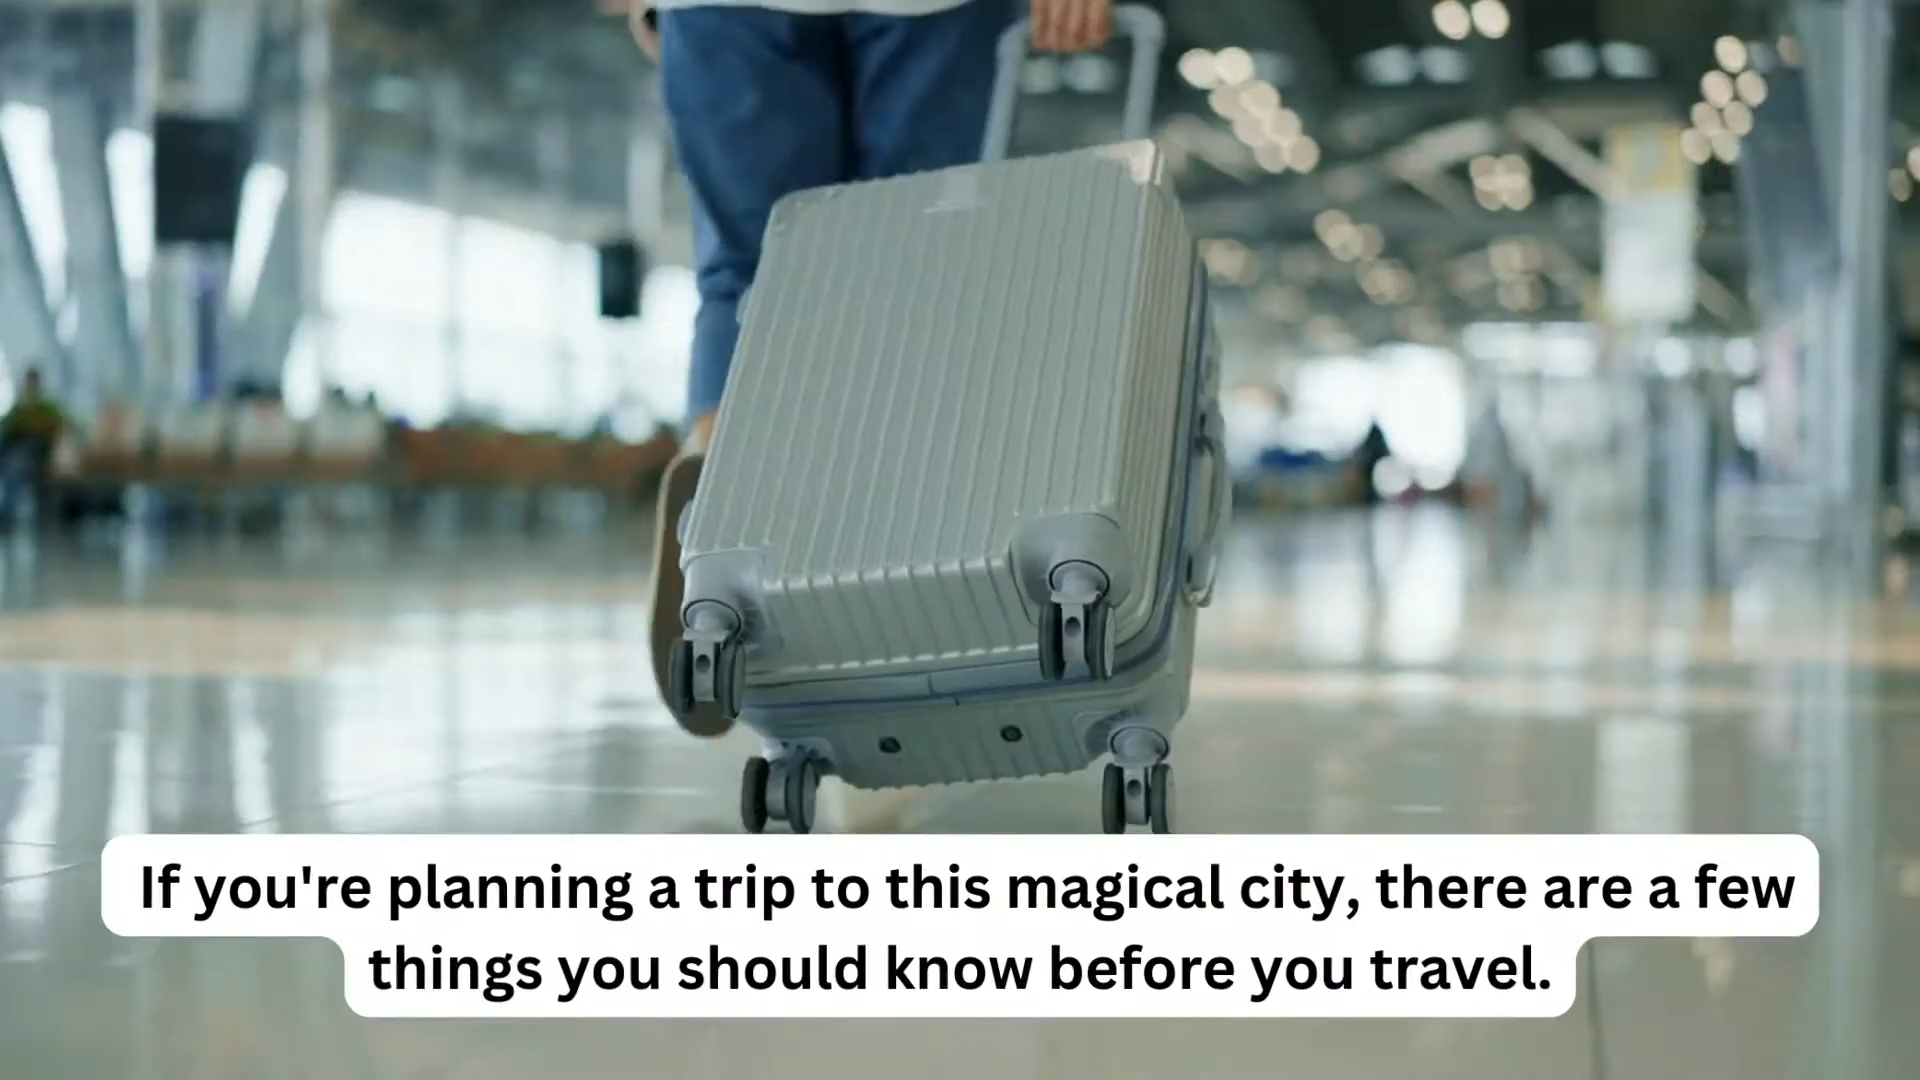 If you're planning a trip to this magical city, there are a few
things you should know before you travel.